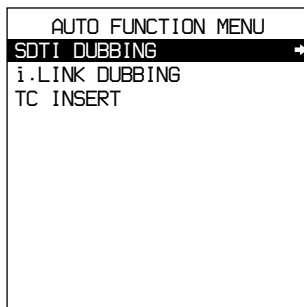 AUTO FUNCTION MENU
SDTI DUBBING →
i.LINK DUBBING
TC INSERT